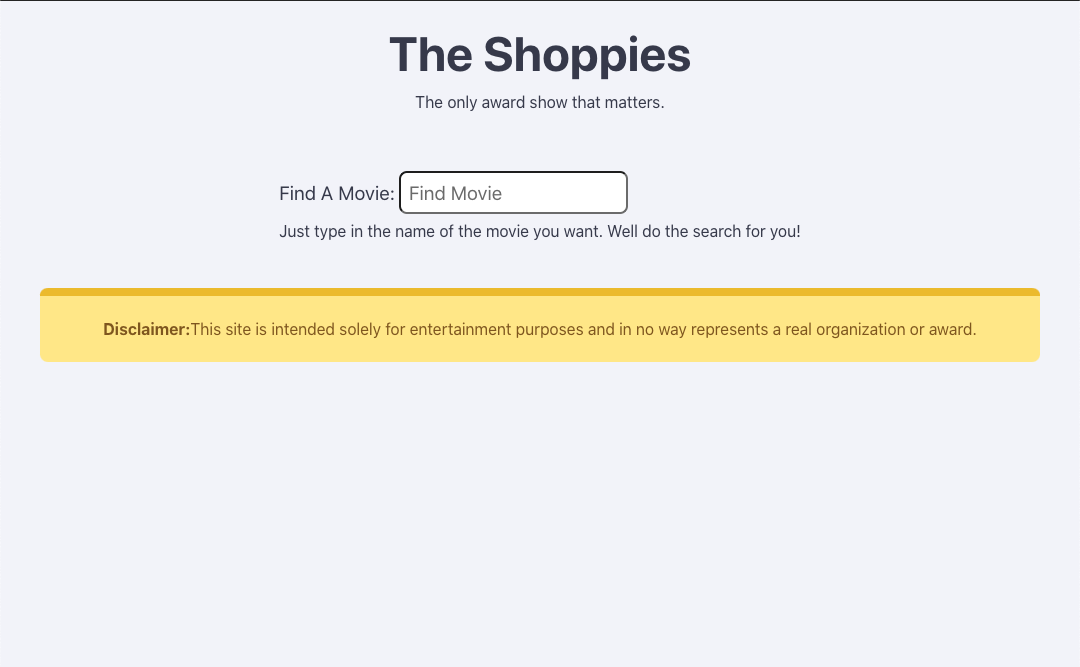 The Shoppies
The only award show that matters.
Find A Movie: Find Movie
Just type in the name of the movie you want. Well do the search for you!
Disclaimer:This site is intended solely for entertainment purposes and in no way represents a real organization or award.